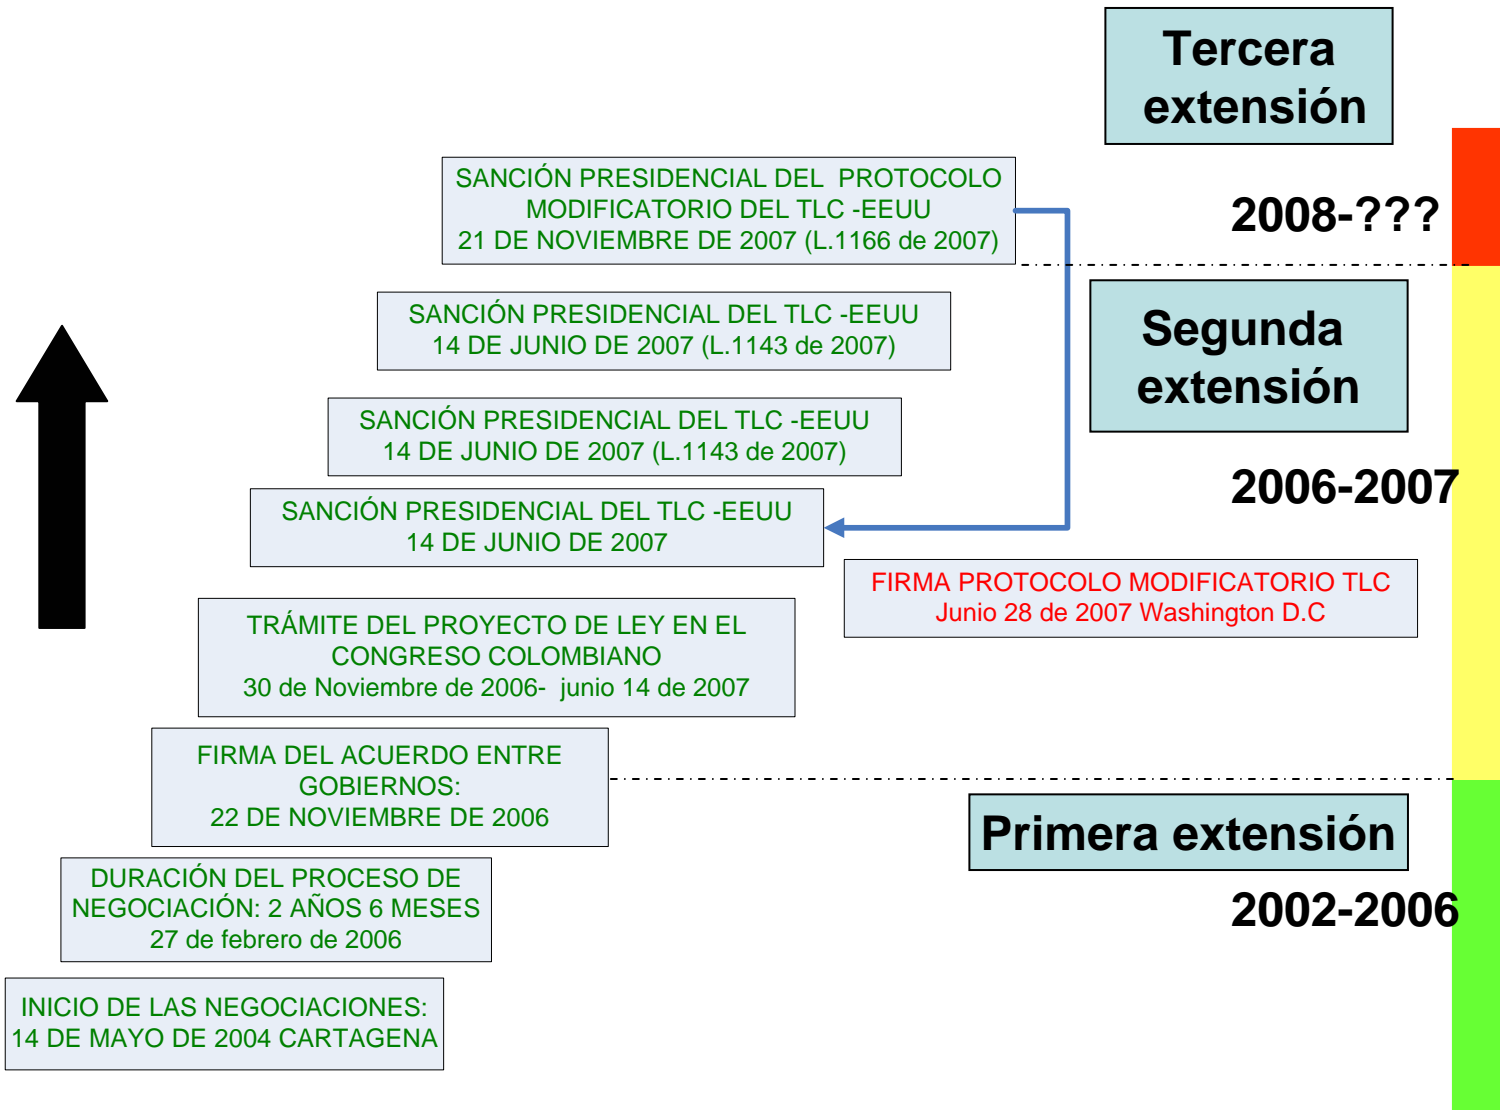 Tercera
extensión
SANCIÓN PRESIDENCIAL DEL PROTOCOLO
MODIFICATORIO DEL TLC -EEUU
21 DE NOVIEMBRE DE 2007 (L.1166 de 2007)
2008-???
SANCIÓN PRESIDENCIAL DEL TLC -EEUU
14 DE JUNIO DE 2007 (L.1143 de 2007)
Segunda
extensión
SANCIÓN PRESIDENCIAL DEL TLC -EEUU
14 DE JUNIO DE 2007 (L.1143 de 2007)
2006-2007
SANCIÓN PRESIDENCIAL DEL TLC -EEUU
14 DE JUNIO DE 2007
FIRMA PROTOCOLO MODIFICATORIO TLC
Junio 28 de 2007 Washington D.C
TRÁMITE DEL PROYECTO DE LEY EN EL
CONGRESO COLOMBIANO
30 de Noviembre de 2006- junio 14 de 2007
FIRMA DEL ACUERDO ENTRE
GOBIERNOS:
22 DE NOVIEMBRE DE 2006
Primera extensión
2002-2006
DURACIÓN DEL PROCESO DE
NEGOCIACIÓN: 2 AÑOS 6 MESES
27 de febrero de 2006
INICIO DE LAS NEGOCIACIONES:
14 DE MAYO DE 2004 CARTAGENA